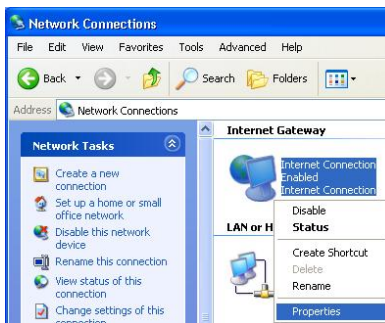 Network Connections
File Edit View Favorites Tools Advanced Help
Back Search Folders
Address Network Connections
Network Tasks
Create a new
connection
Set up a home or small
office network
Disable this network
device
Rename this connection
View status of this
connection
Change settings of this
connection
Internet Gateway
Internet Connection
Enabled
Internet Connection
LAN or H
Disable
Status
Create Shortcut
Delete
Rename
Properties